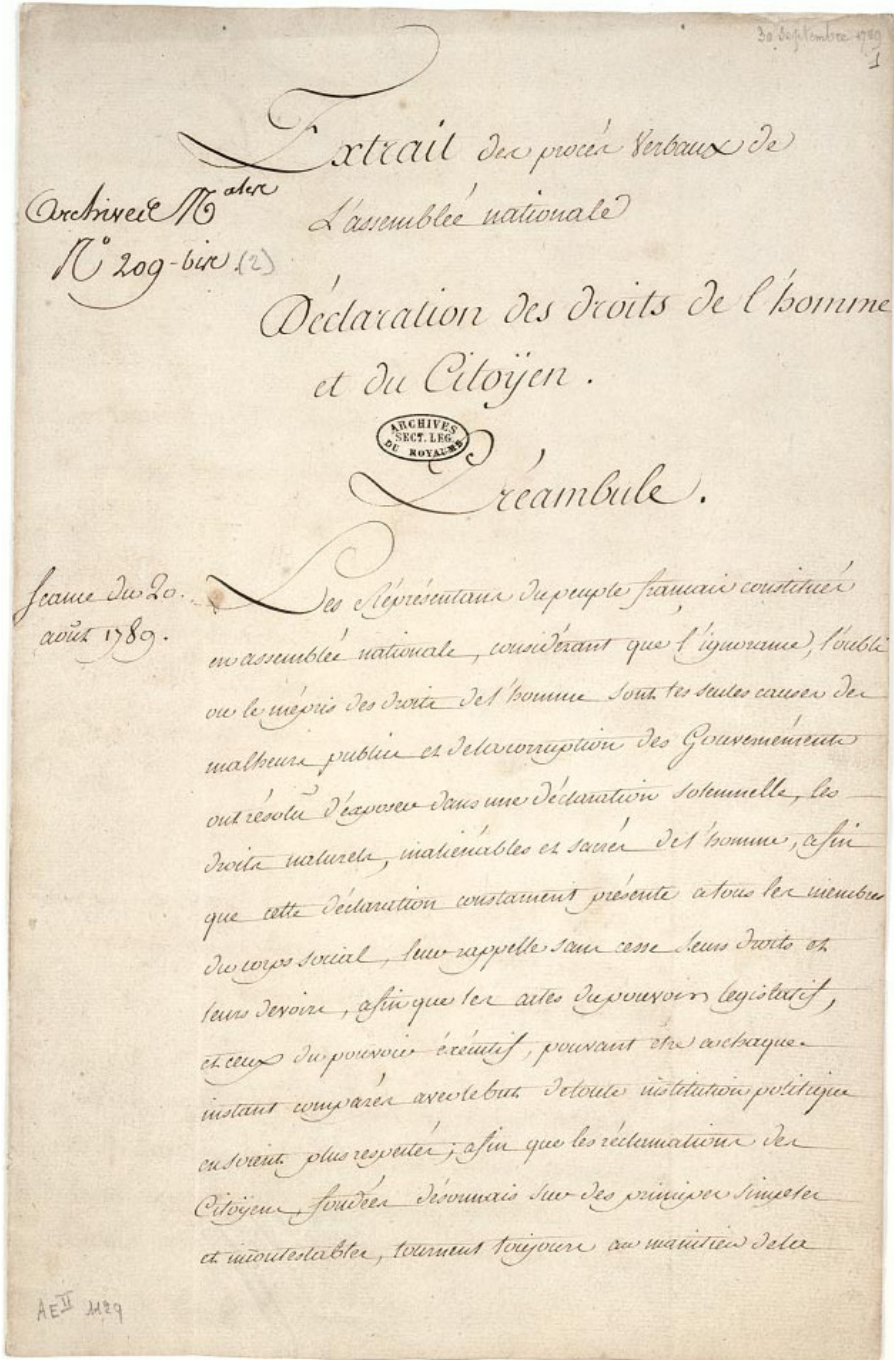 30 Septembre 1789
1
Extrait des procès Verbaux de
L'assemblée nationale
Archives N.ales
N° 209-bis (2)
Déclaration des droits de l'homme
et du Citoÿen.
ARCHIVES
SECT. LEG.
DU ROYAUME
Préambule.
Séance du 20.
août 1789.
Les Réprésentans du peuple francais constitués
en assemblée nationale, considérant que l'ignorance, l'oubli
ou le mépris des droits de l'homme sont les seules causes des
malheurs publics et de la corruption des Gouvernéments
ont résolu d'exposer dans une déclaration solemnelle, les
droits naturels, inaliénables et sacrés de l'homme, afin
que cette déclaration constament présente a tous les membres
du corps social, leur rappelle sans cesse leurs droits et
leurs devoirs, afin que les actes du pouvoir legislatif,
et ceux du pouvoir éxécutif, pouvant être a chaque
instant comparés avec le but de toute institution politique
en soient plus respectés; afin que les réclamations des
Citoÿens, fondées désormais sur des principes simples
et incontestables, tournent toujours au maintien de la
AE II 1129